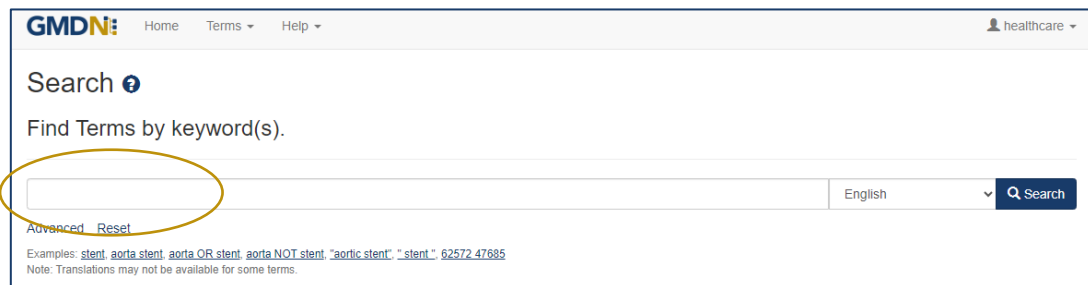 GMDN Home Terms Help healthcare
Search ?
Find Terms by keyword(s).
English Search
Advanced Reset
Examples: stent, aorta stent, aorta OR stent, aorta NOT stent, "aortic stent", " stent ", 62572 47685
Note: Translations may not be available for some terms.